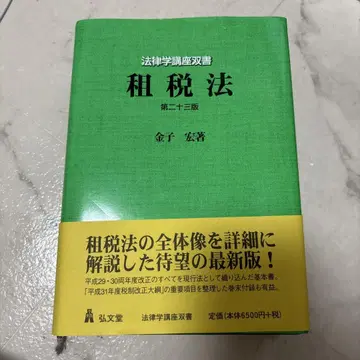 法律学講座双書
租税法
第二十三版
金子 宏著
租税法の全体像を詳細に
解説した待望の最新版！
平成29・30両年度改正のすべてを現行法として織り込んだ基本書。
「平成31年度税制改正大綱」の重要項目を整理した巻末付録も有益。
弘文堂
法律学講座双書
定価(本体6500円+税)